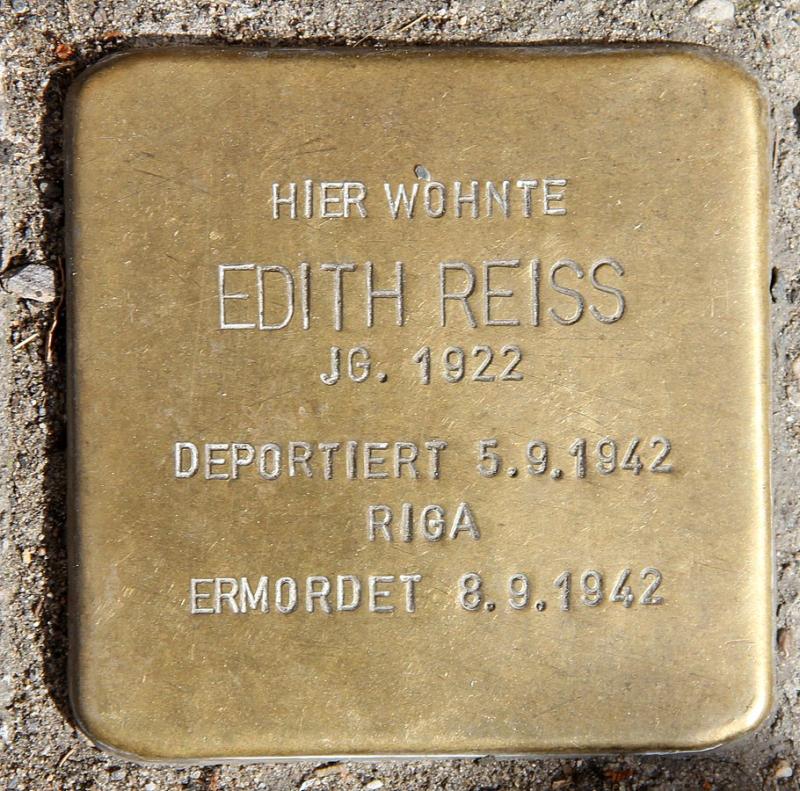 HIER WOHNTE
EDITH REISS
JG. 1922
DEPORTIERT 5.9.1942
RIGA
ERMORDET 8.9.1942